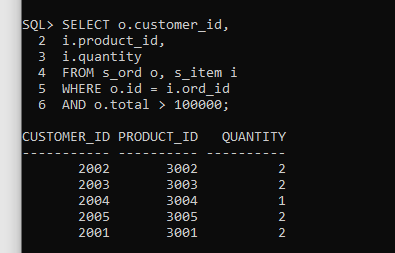 SQL> SELECT o.customer_id,
  2  i.product_id,
  3  i.quantity
  4  FROM s_ord o, s_item i
  5  WHERE o.id = i.ord_id
  6  AND o.total > 100000;
CUSTOMER_ID PRODUCT_ID   QUANTITY
----------- ---------- ----------
       2002       3002          2
       2003       3003          2
       2004       3004          1
       2005       3005          2
       2001       3001          2